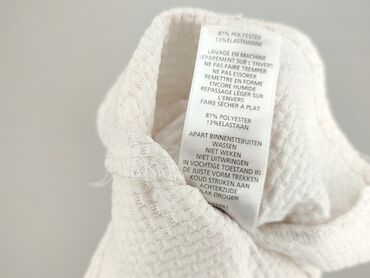 87% POLYESTER
13% ELASTHANNE
LAVAGE EN MACHINE
SEPAREMENT SUR L'ENVERS
NE PAS FAIRE TREMPER
NE PAS ESSORER
REMETTRE EN FORME
ENCORE HUMIDE
REPASSAGE LÉGER SUR
L'ENVERS
FAIRE SÉCHER A PLAT
87% POLYESTER
13%ELASTAAN
APART BINNENSTEBUITEN
WASSEN
NIET WEKEN
NIET UITWRINGEN
IN VOCHTIGE TOESTAND IN
DE JUISTE VORM TREKKEN
KOUD STRIJKEN AAN
ACHTERZIJDE
DROGEN